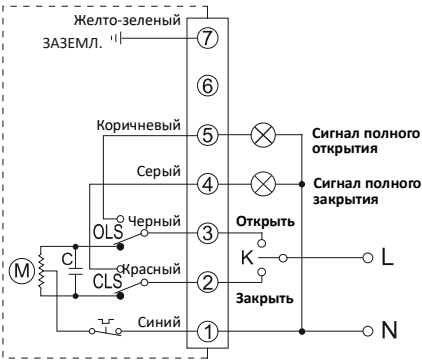 Желто-зеленый
ЗАЗЕМЛ.
7
6
Коричневый
5
Сигнал полного
открытия
Серый
4
Сигнал полного
закрытия
Черный
3
Открыть
OLS
M
C
K
L
Красный
CLS
2
Закрыть
Синий
1
N